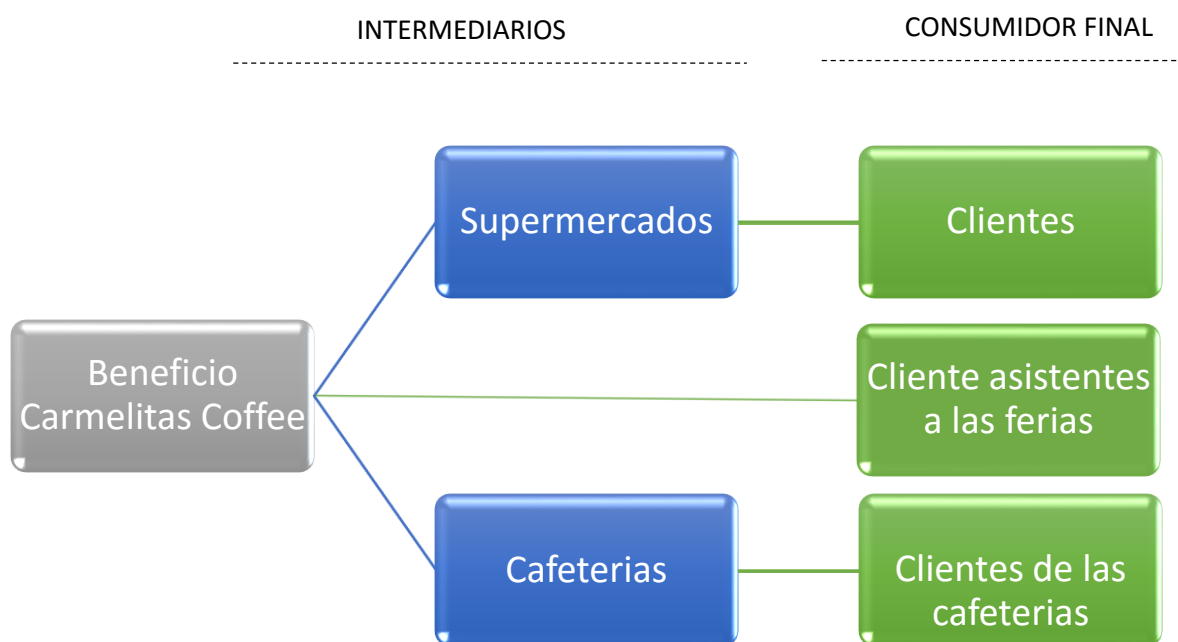 INTERMEDIARIOS
CONSUMIDOR FINAL
Supermercados
Clientes
Beneficio
Carmelitas Coffee
Cliente asistentes
a las ferias
Cafeterias
Clientes de las
cafeterias